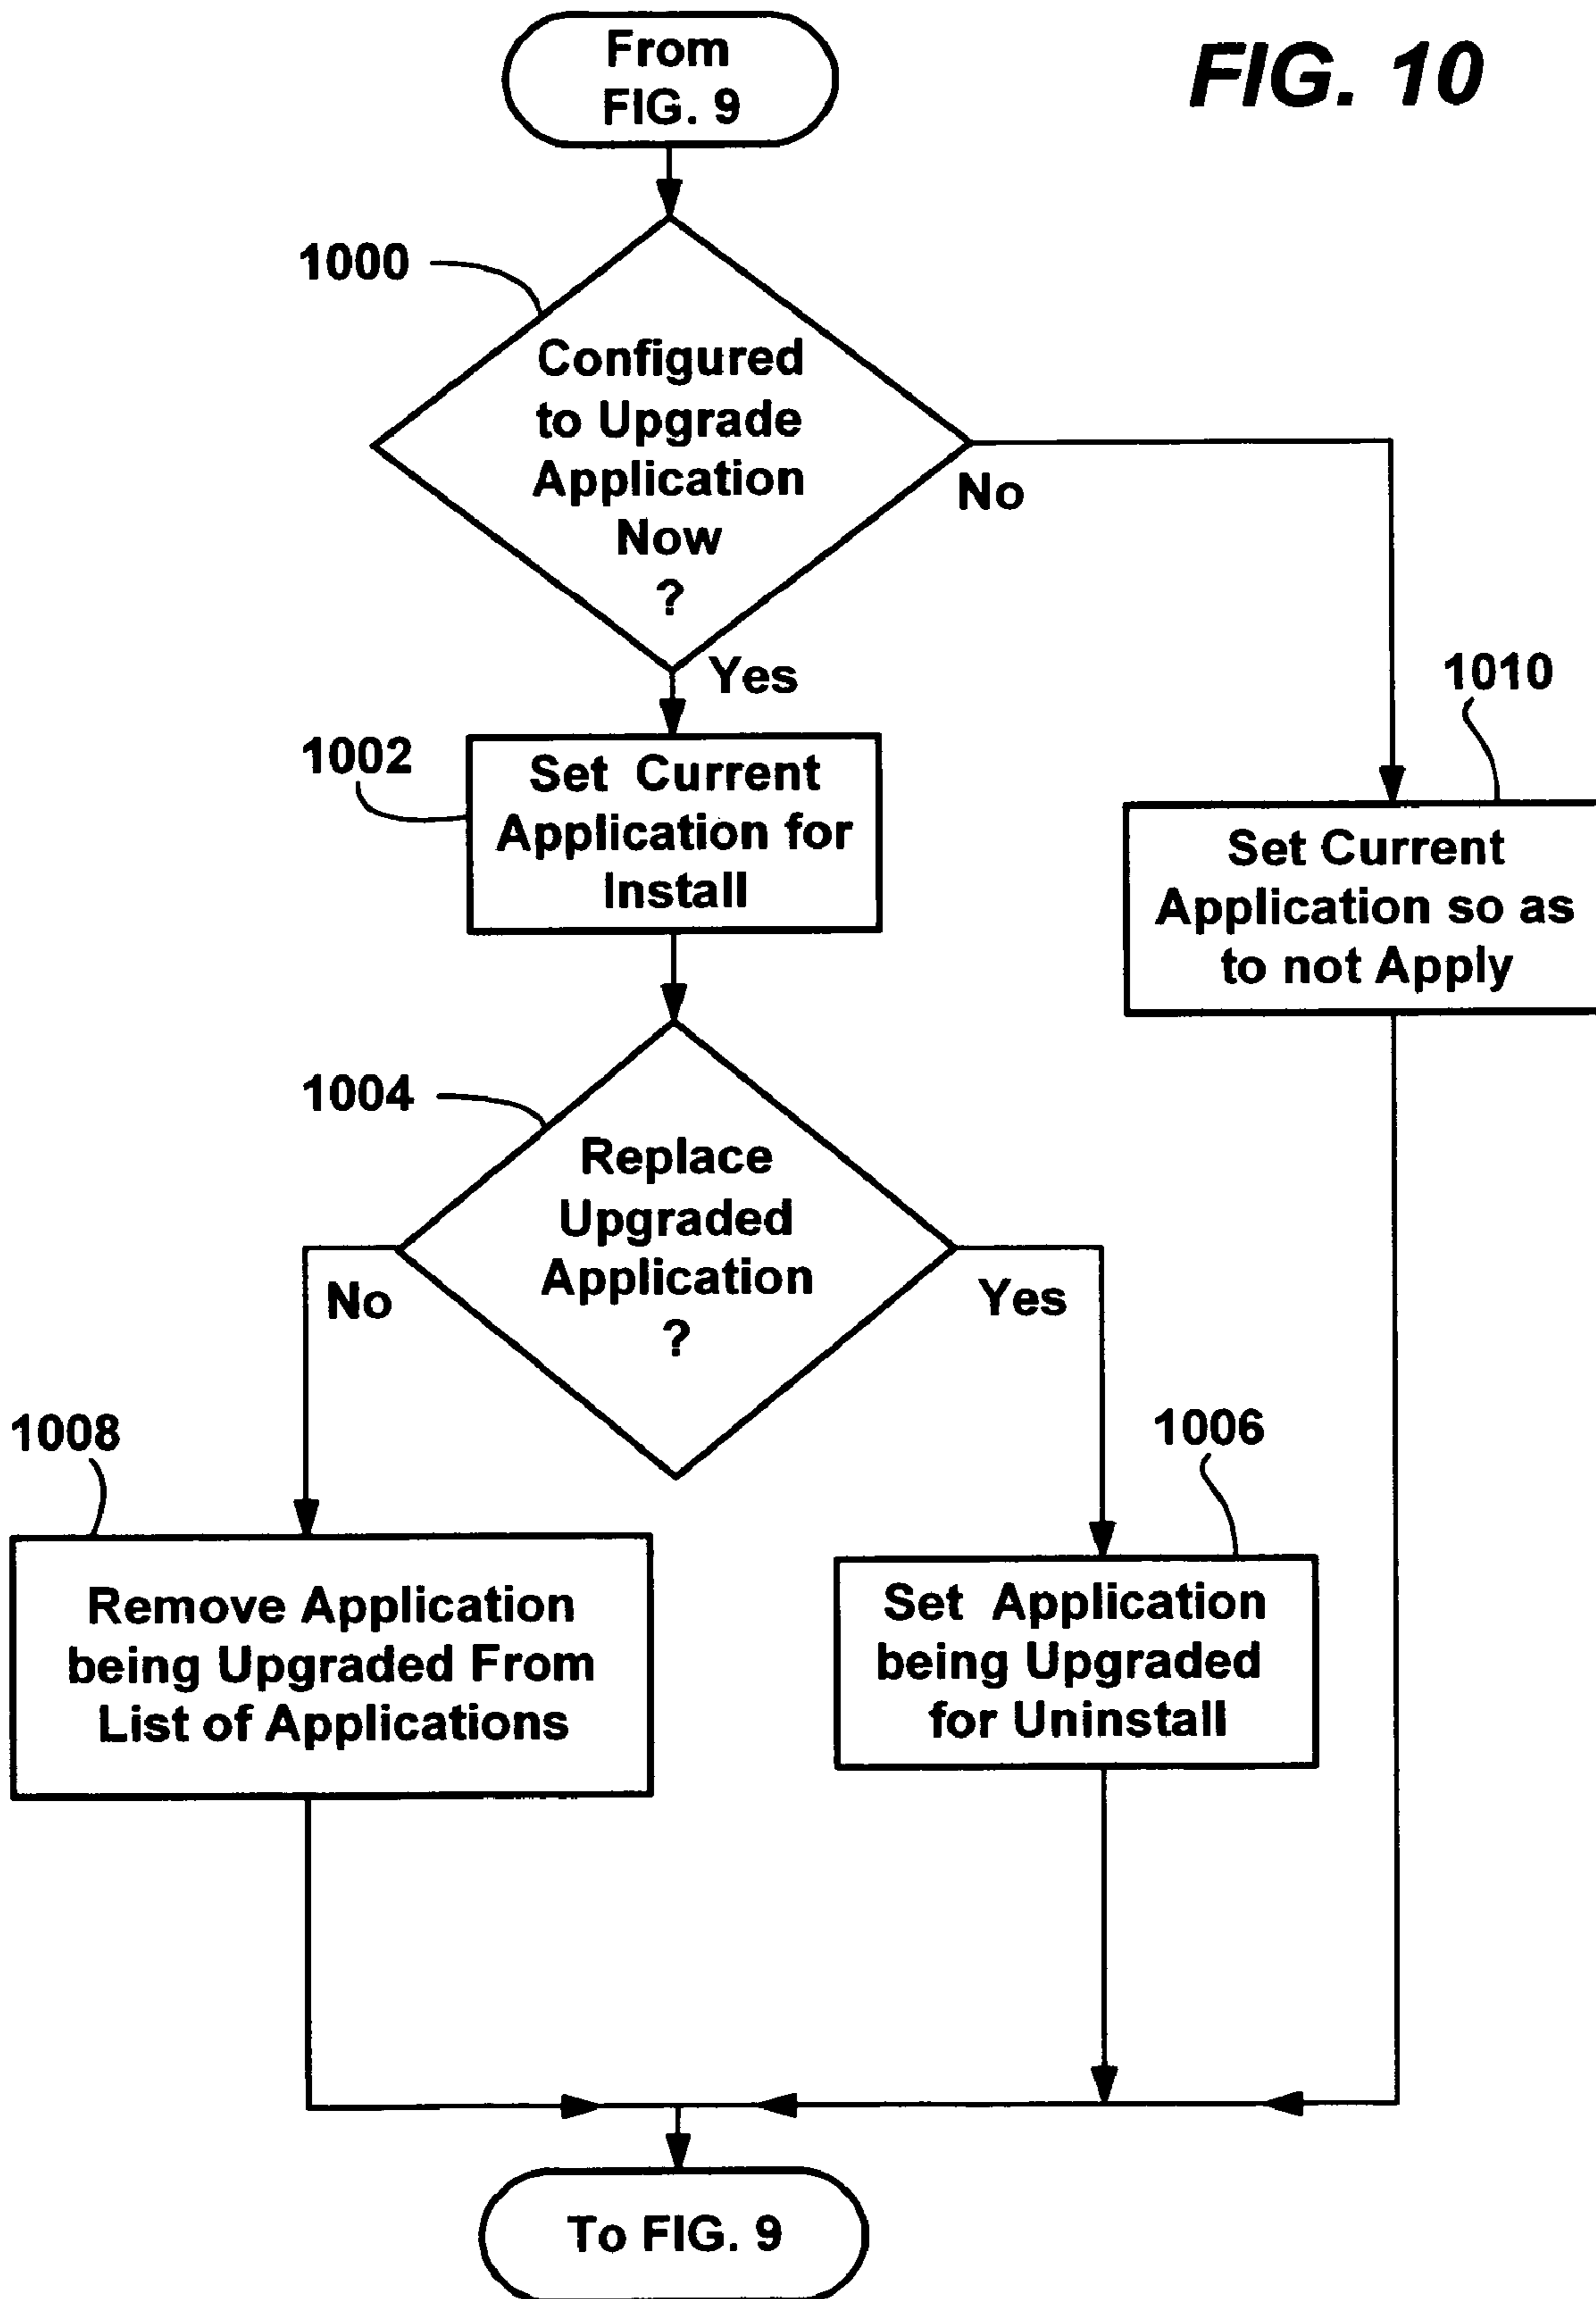 From
FIG. 9
FIG. 10
1000
Configured
to Upgrade
Application
Now
?
No
Yes
1002
Set Current
Application for
Install
1010
Set Current
Application so as
to not Apply
1004
Replace
Upgraded
Application
?
No
Yes
1008
Remove Application
being Upgraded From
List of Applications
1006
Set Application
being Upgraded
for Uninstall
To FIG. 9